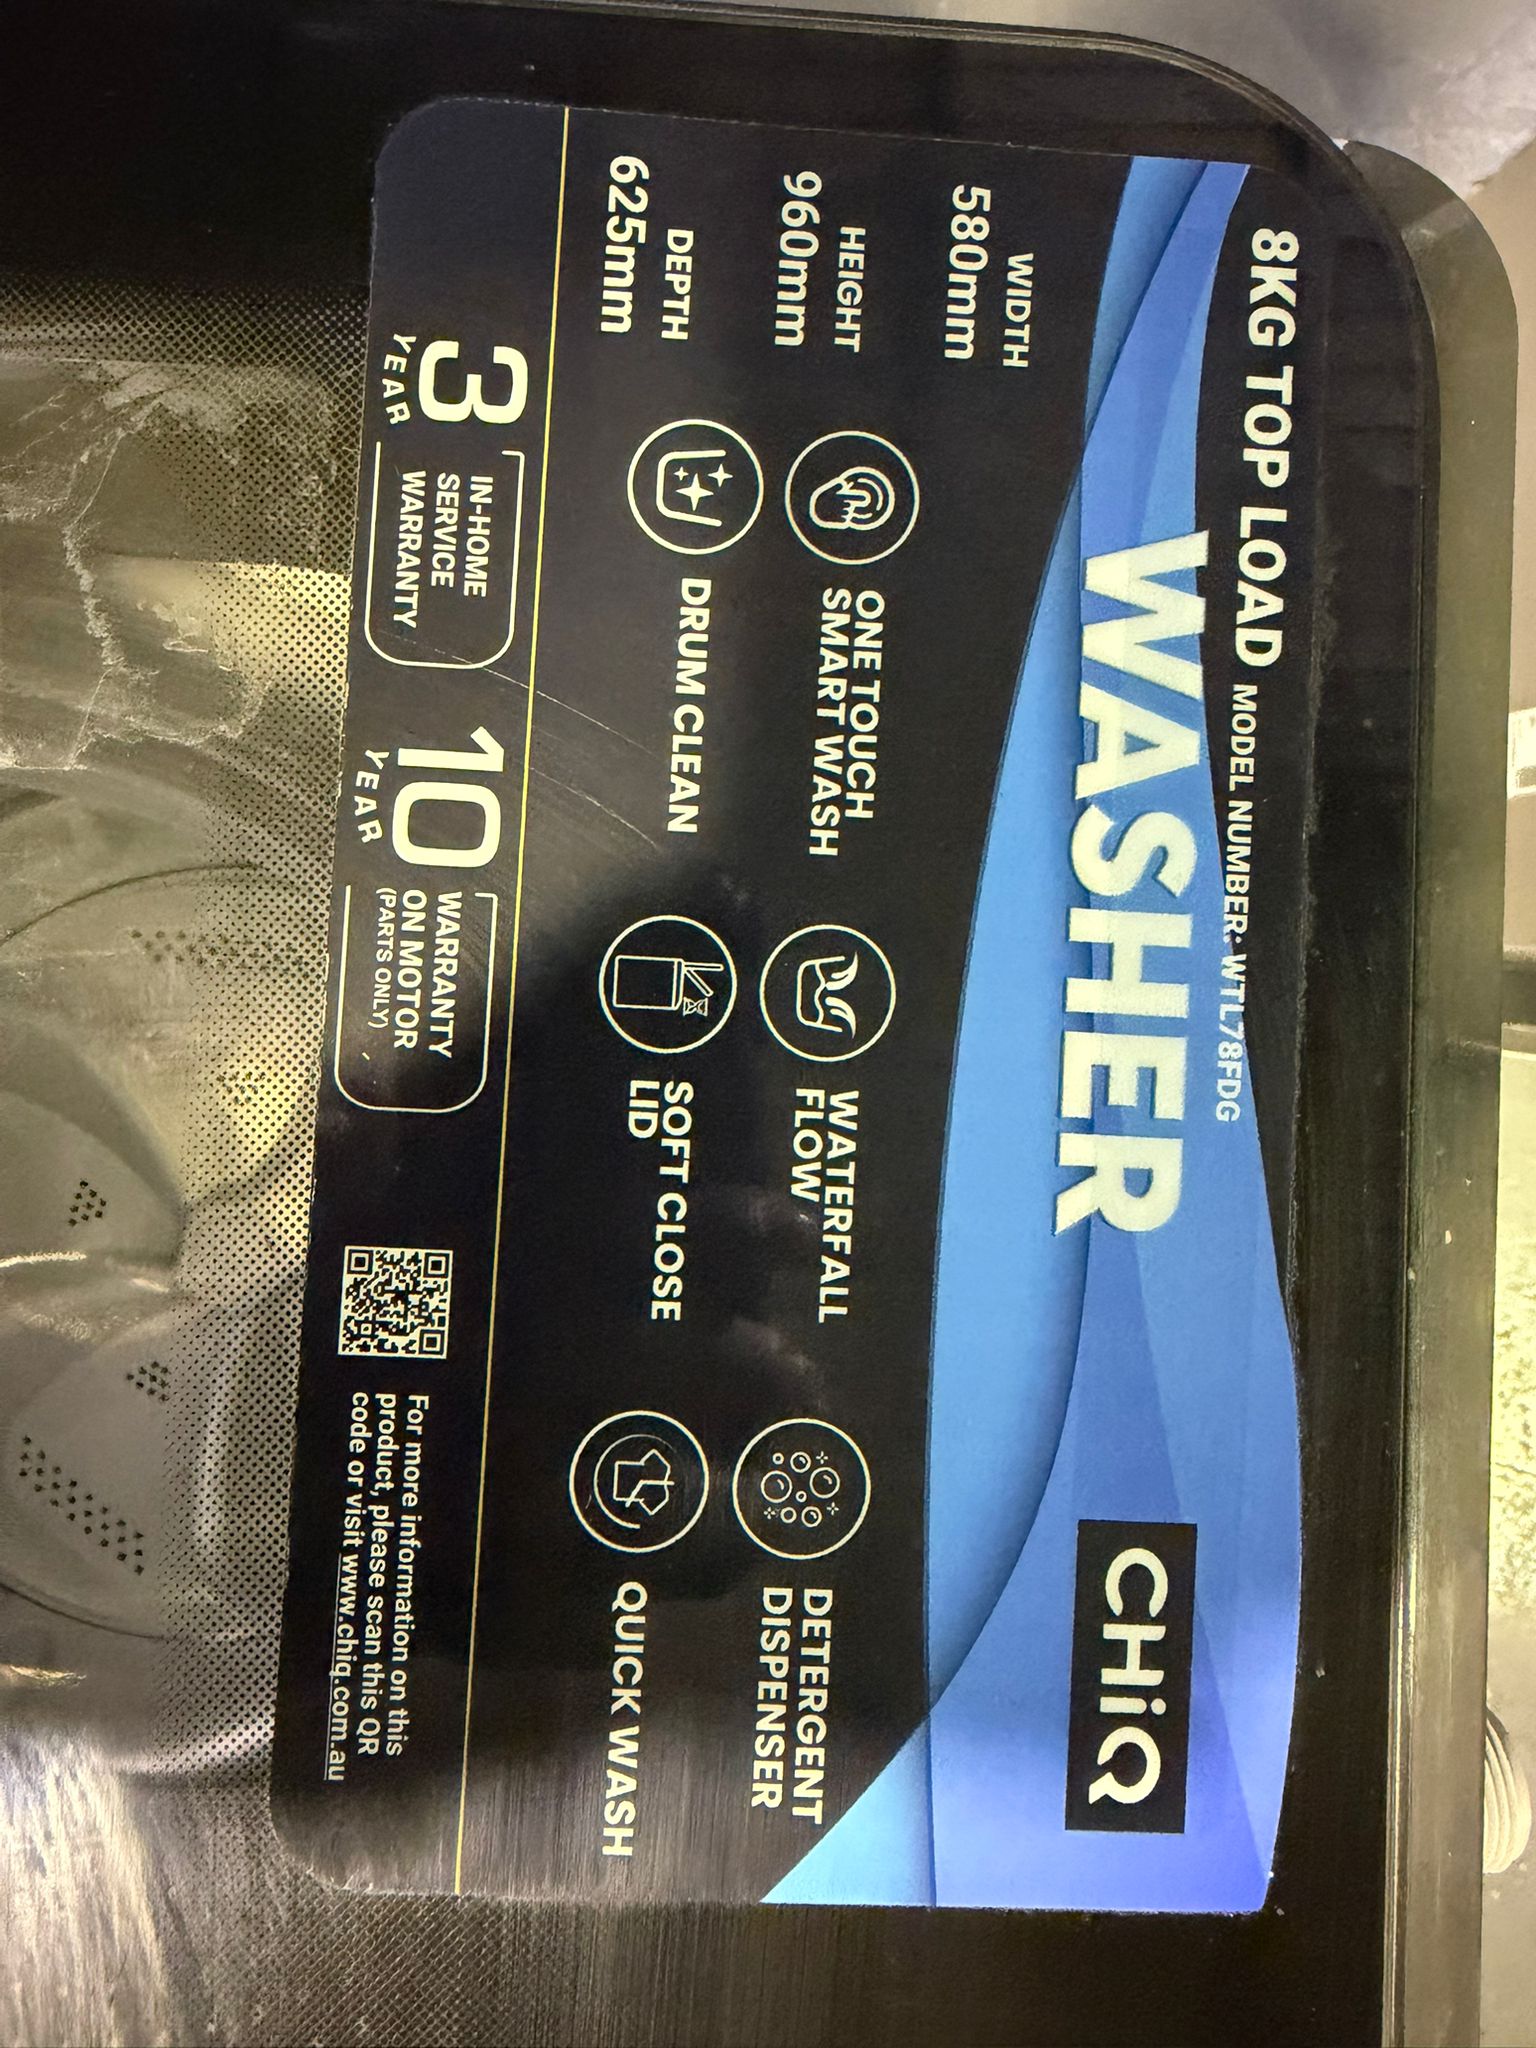 8KG TOP LOAD MODEL NUMBER: WTL78FDG
WASHER
CHiQ
WIDTH
580mm
HEIGHT
960mm
DEPTH
625mm
ONE TOUCH
SMART WASH
WATERFALL
FLOW
DETERGENT
DISPENSER
DRUM CLEAN
SOFT CLOSE
LID
QUICK WASH
3
YEAR
IN-HOME
SERVICE
WARRANTY
10
YEAR
WARRANTY
ON MOTOR
(PARTS ONLY)
For more information on this
product, please scan this QR
code or visit www.chiq.com.au